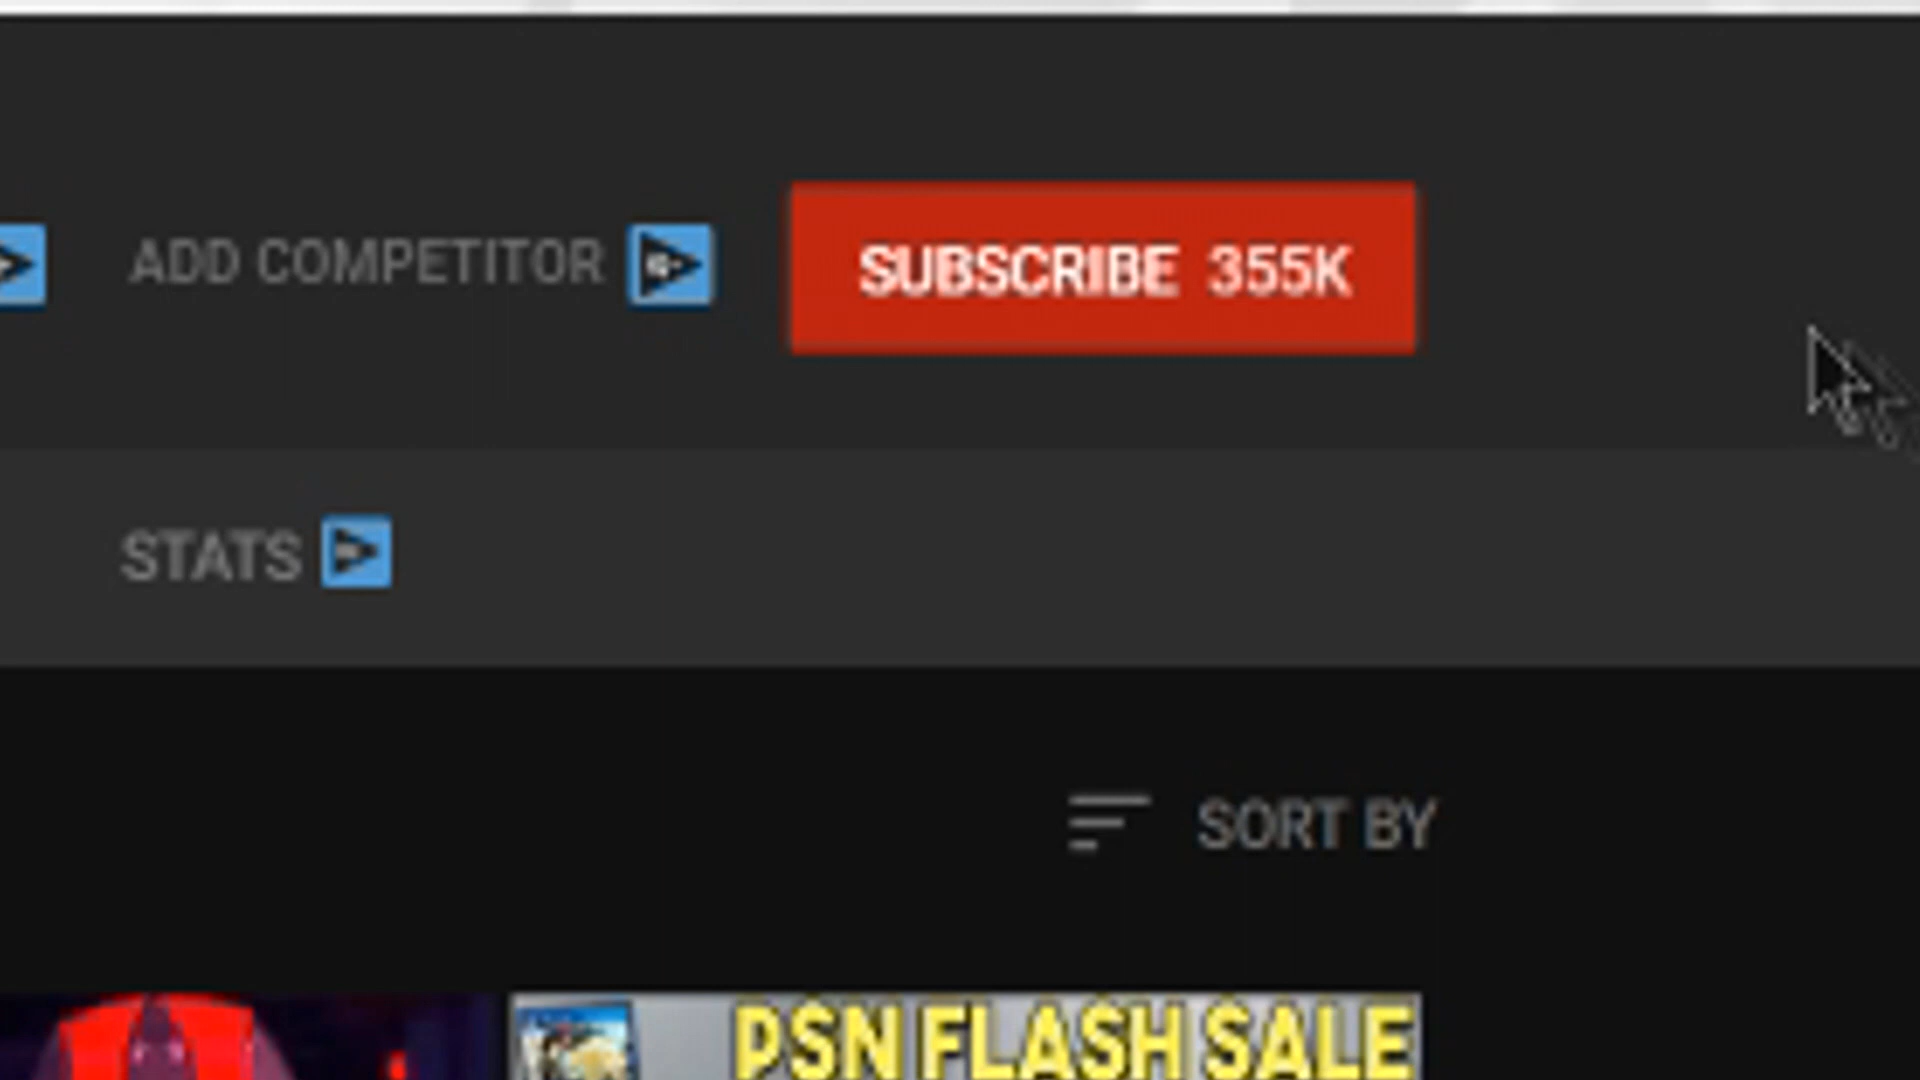 ADD COMPETITOR
SUBSCRIBE 355K
STATS
SORT BY
PSN FLASH SALE